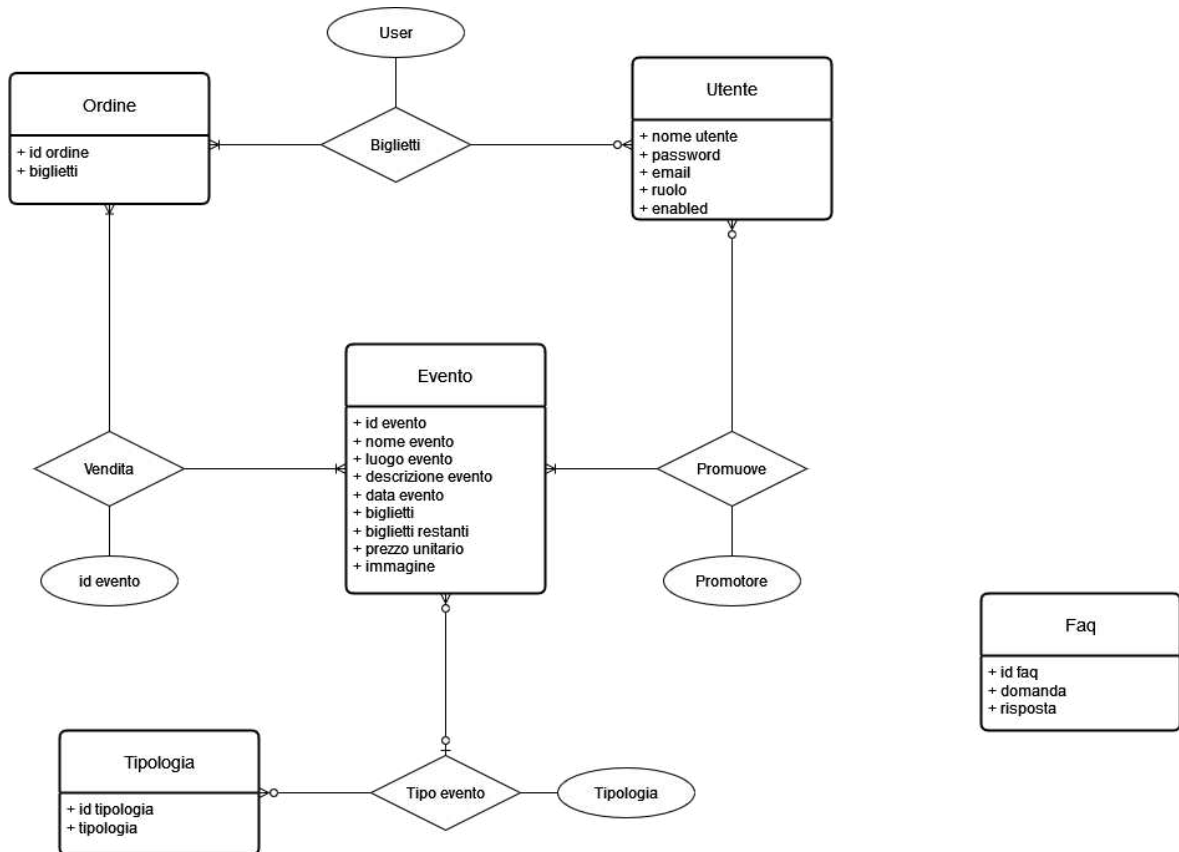 User
Ordine
+ id ordine
+ biglietti
Biglietti
Utente
+ nome utente
+ password
+ email
+ ruolo
+ enabled
Evento
+ id evento
+ nome evento
+ luogo evento
+ descrizione evento
+ data evento
+ biglietti
+ biglietti restanti
+ prezzo unitario
+ immagine
Vendita
Promuove
id evento
Promotore
Faq
+ id faq
+ domanda
+ risposta
Tipologia
+ id tipologia
+ tipologia
Tipo evento
Tipologia